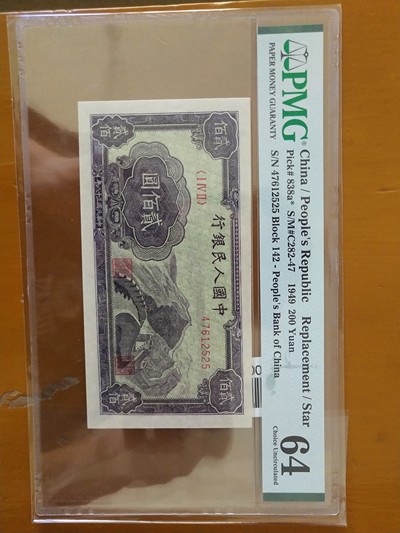 PMG®
PAPER MONEY GUARANTY
China / People's Republic Replacement / Star
Pick# 838a* S/M#C282-47 1949 200 Yuan
S/N 47612525 Block 142 - People's Bank of China
64
Choice Uncirculated
貳佰
貳佰
中國人民銀行
〈I IV II〉
47612525
貳佰圓
貳佰
貳佰